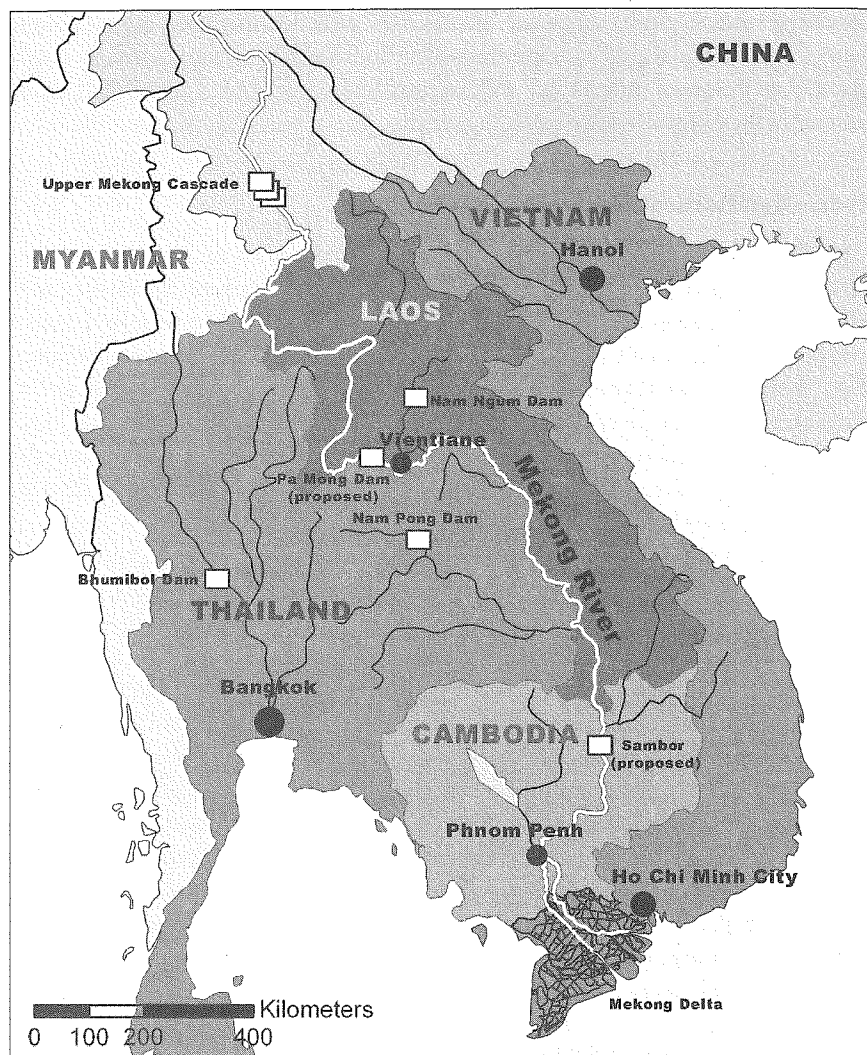 CHINA
Upper Mekong Cascade
VIETNAM
Hanoi
MYANMAR
LAOS
Nam Ngum Dam
Vientiane
Pa Mong Dam
(proposed)
Mekong River
Nam Pong Dam
Bhumibol Dam
THAILAND
Bangkok
CAMBODIA
Sambor
(proposed)
Phnom Penh
Ho Chi Minh City
Mekong Delta
Kilometers
0 100 200 400